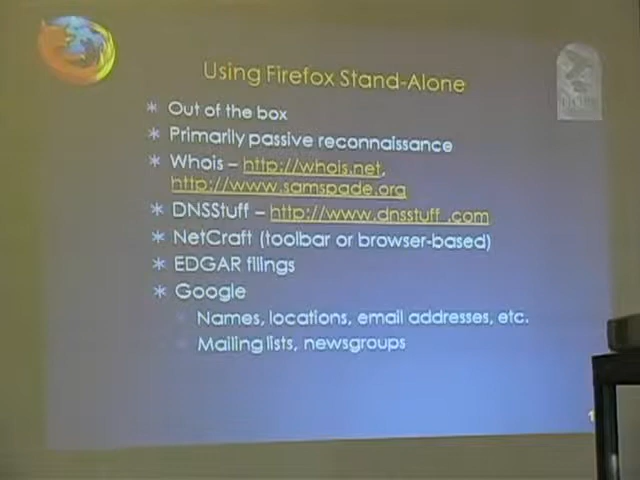 Using Firefox Stand-Alone
* Out of the box
* Primarily passive reconnaissance
* Whois – http://whois.net,
http://www.samspade.org
* DNSStuff – http://www.dnsstuff .com
* NetCraft (toolbar or browser-based)
* EDGAR filings
* Google
Names, locations, email addresses, etc.
Mailing lists, newsgroups